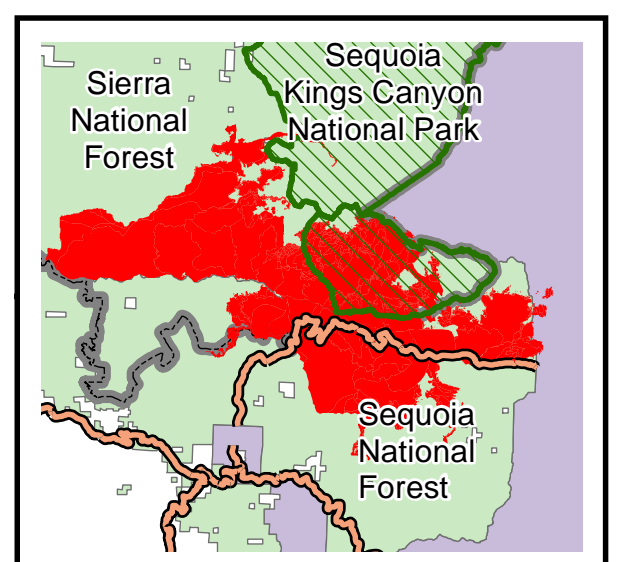 Sierra
National
Forest
Sequoia
Kings Canyon
National Park
Sequoia
National
Forest